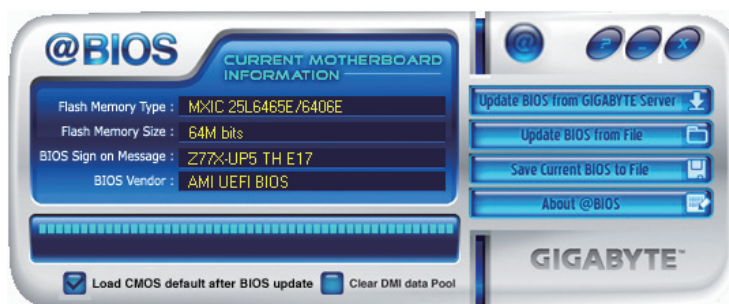 @BIOS
CURRENT MOTHERBOARD
INFORMATION
Flash Memory Type : MXIC 25L6465E/6406E
Flash Memory Size : 64M bits
BIOS Sign on Message : Z77X-UP5 TH E17
BIOS Vendor : AMI UEFI BIOS
Load CMOS default after BIOS update
Clear DMI data Pool
@
? _ X
Update BIOS from GIGABYTE Server
Update BIOS from File
Save Current BIOS to File
About @BIOS
GIGABYTE™